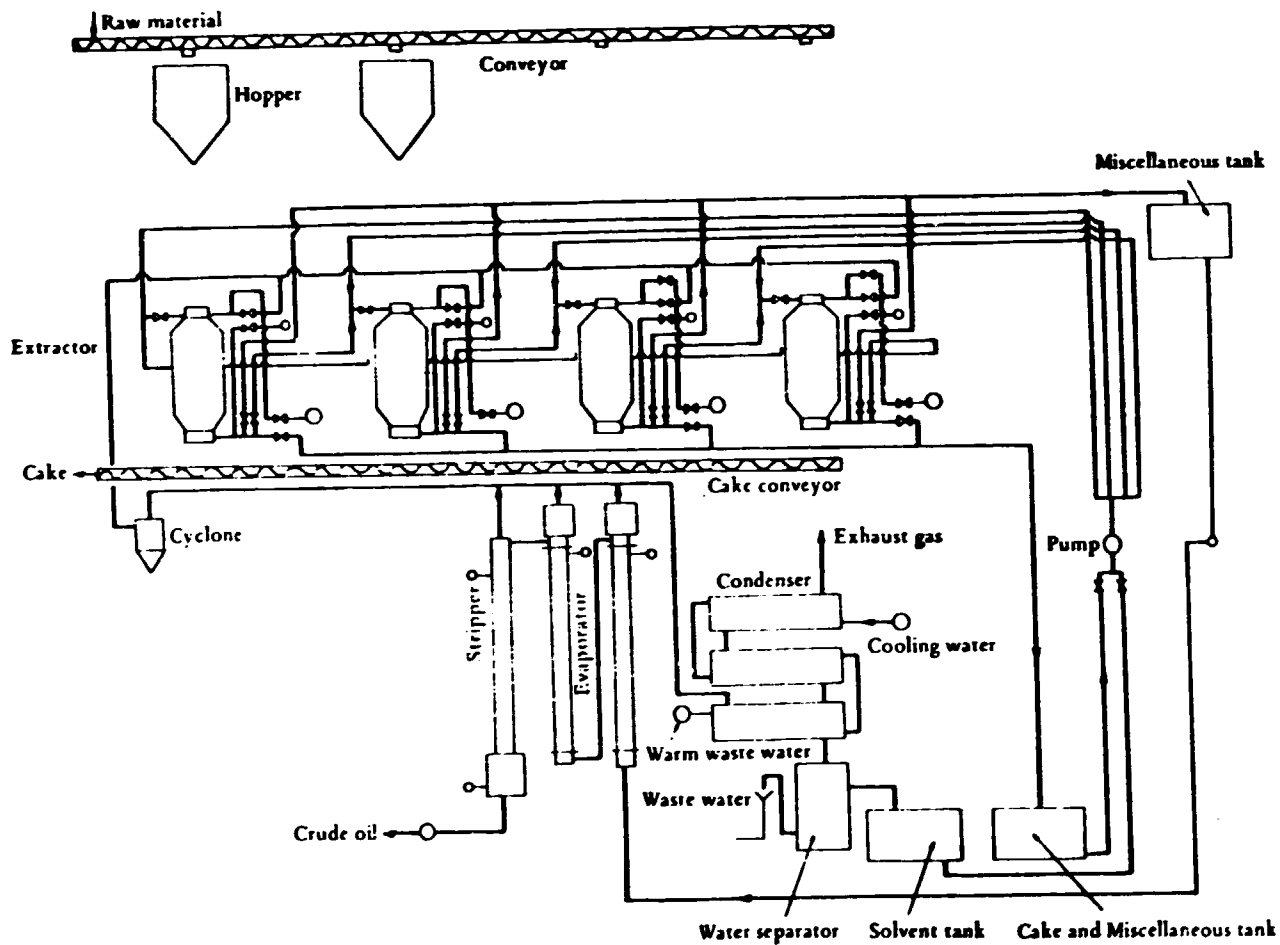 Raw material
Conveyor
Hopper
Miscellaneous tank
Extractor
Cake
Cake conveyor
Cyclone
Exhaust gas
Pump
Condenser
Stripper
Evaporator
Cooling water
Warm waste water
Waste water
Crude oil
Water separator
Solvent tank
Cake and Miscellaneous tank